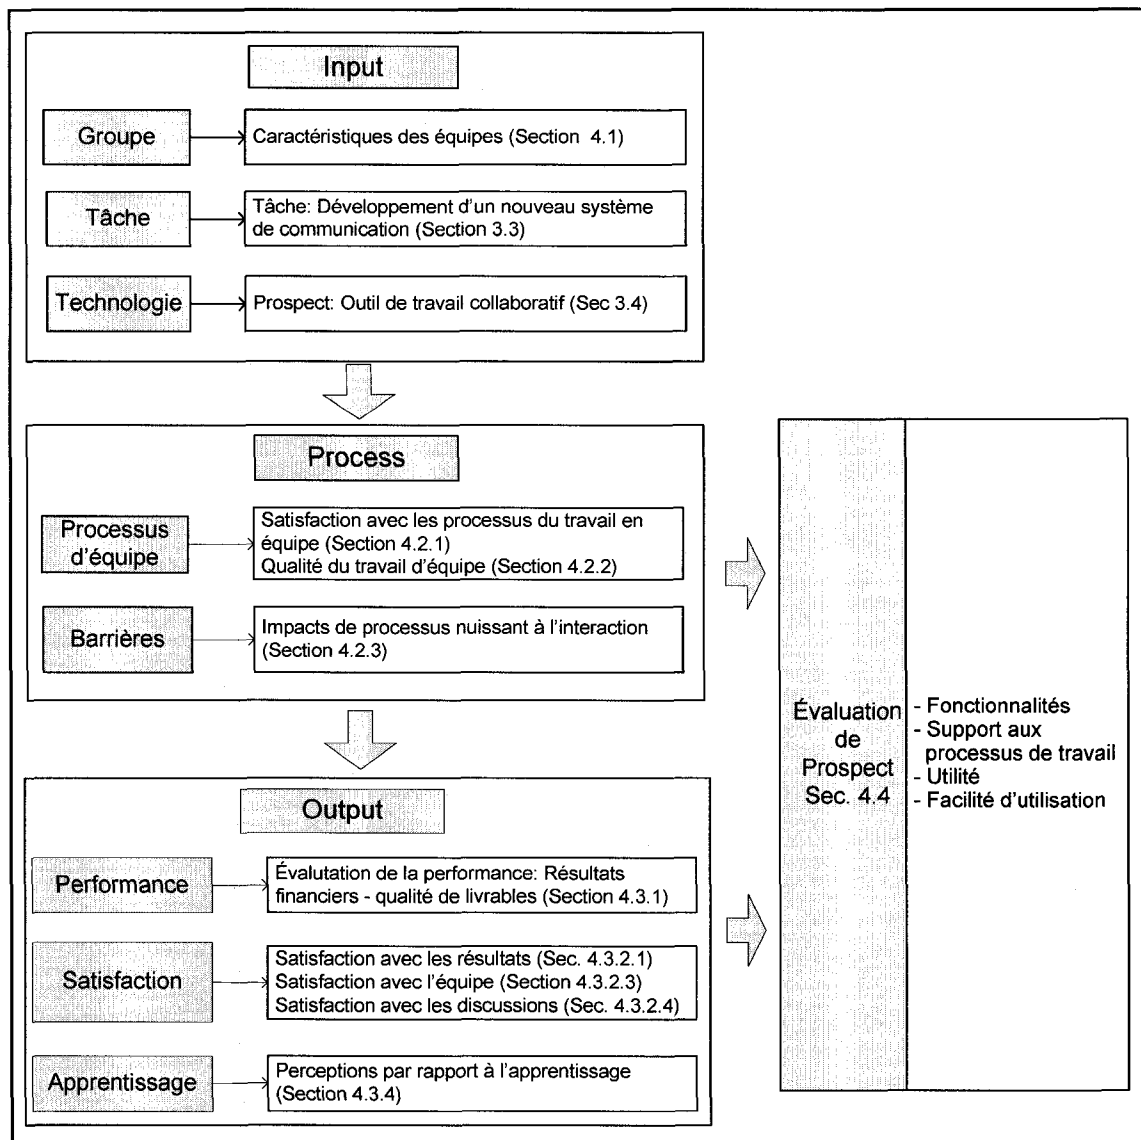 Input
Groupe
Caractéristiques des équipes (Section 4.1)
Tâche
Tâche: Développement d'un nouveau système
de communication (Section 3.3)
Technologie
Prospect: Outil de travail collaboratif (Sec 3.4)
Process
Processus
d'équipe
Satisfaction avec les processus du travail en
équipe (Section 4.2.1)
Qualité du travail d'équipe (Section 4.2.2)
Barrières
Impacts de processus nuissant à l'interaction
(Section 4.2.3)
Output
Performance
Évalutation de la performance: Résultats
financiers - qualité de livrables (Section 4.3.1)
Satisfaction
Satisfaction avec les résultats (Sec. 4.3.2.1)
Satisfaction avec l'équipe (Section 4.3.2.3)
Satisfaction avec les discussions (Sec. 4.3.2.4)
Apprentissage
Perceptions par rapport à l'apprentissage
(Section 4.3.4)
Évaluation
de
Prospect
Sec. 4.4
- Fonctionnalités
- Support aux
processus de travail
- Utilité
- Facilité d'utilisation